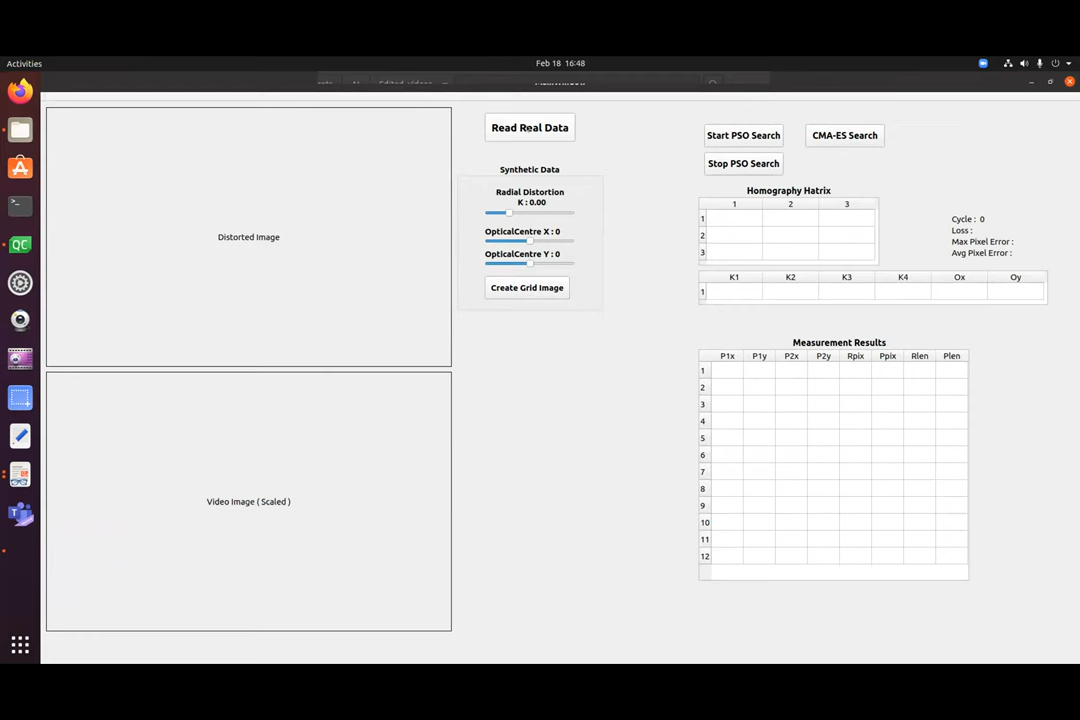 Activities
Feb 18 16:48
Distorted Image
Video Image ( Scaled )
Read Real Data
Synthetic Data
Radial Distortion
K : 0.00
OpticalCentre X : 0
OpticalCentre Y : 0
Create Grid Image
Start PSO Search
CMA-ES Search
Stop PSO Search
Homography Hatrix
1 2 3
1
2
3
Cycle : 0
Loss :
Max Pixel Error :
Avg Pixel Error :
K1 K2 K3 K4 Ox Oy
1
Measurement Results
P1x P1y P2x P2y Rpix Ppix Rlen Plen
1
2
3
4
5
6
7
8
9
10
11
12
QC